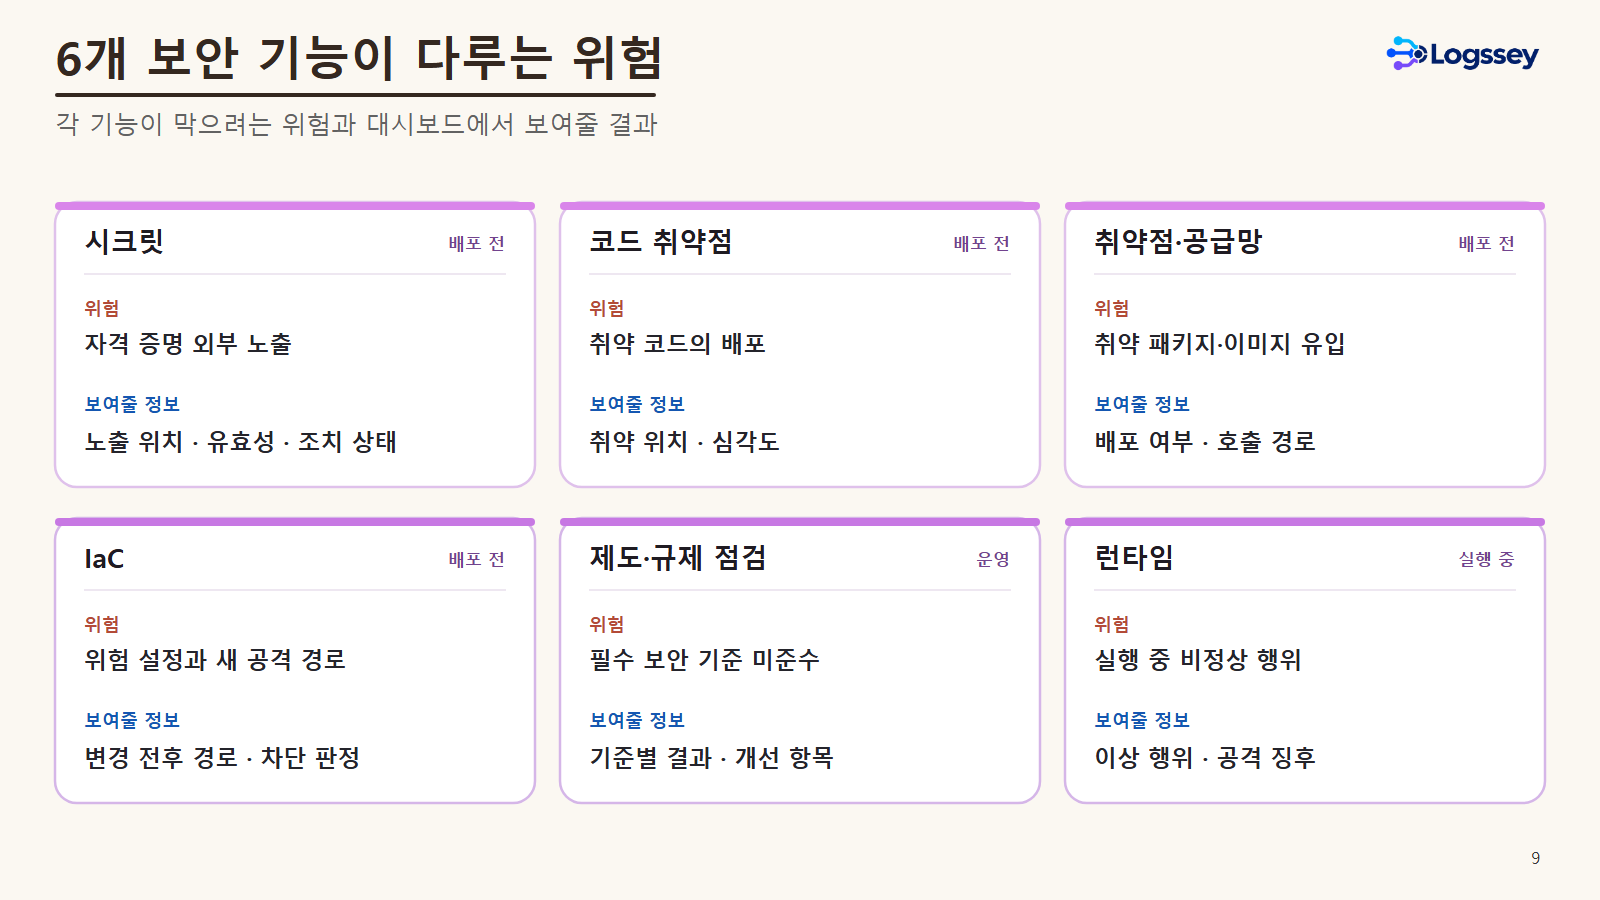 6개 보안 기능이 다루는 위험
Logssey
각 기능이 막으려는 위험과 대시보드에서 보여줄 결과
시크릿
배포 전
위험
자격 증명 외부 노출
보여줄 정보
노출 위치 · 유효성 · 조치 상태
코드 취약점
배포 전
위험
취약 코드의 배포
보여줄 정보
취약 위치 · 심각도
취약점·공급망
배포 전
위험
취약 패키지·이미지 유입
보여줄 정보
배포 여부 · 호출 경로
IaC
배포 전
위험
위험 설정과 새 공격 경로
보여줄 정보
변경 전후 경로 · 차단 판정
제도·규제 점검
운영
위험
필수 보안 기준 미준수
보여줄 정보
기준별 결과 · 개선 항목
런타임
실행 중
위험
실행 중 비정상 행위
보여줄 정보
이상 행위 · 공격 징후
9